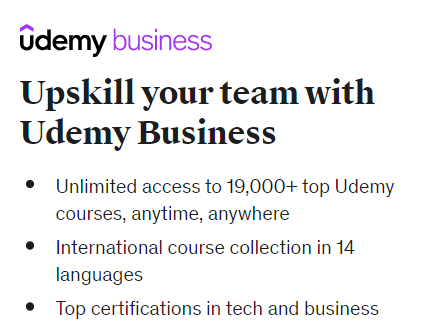 udemy business
Upskill your team with
Udemy Business
• Unlimited access to 19,000+ top Udemy
courses, anytime, anywhere
• International course collection in 14
languages
• Top certifications in tech and business